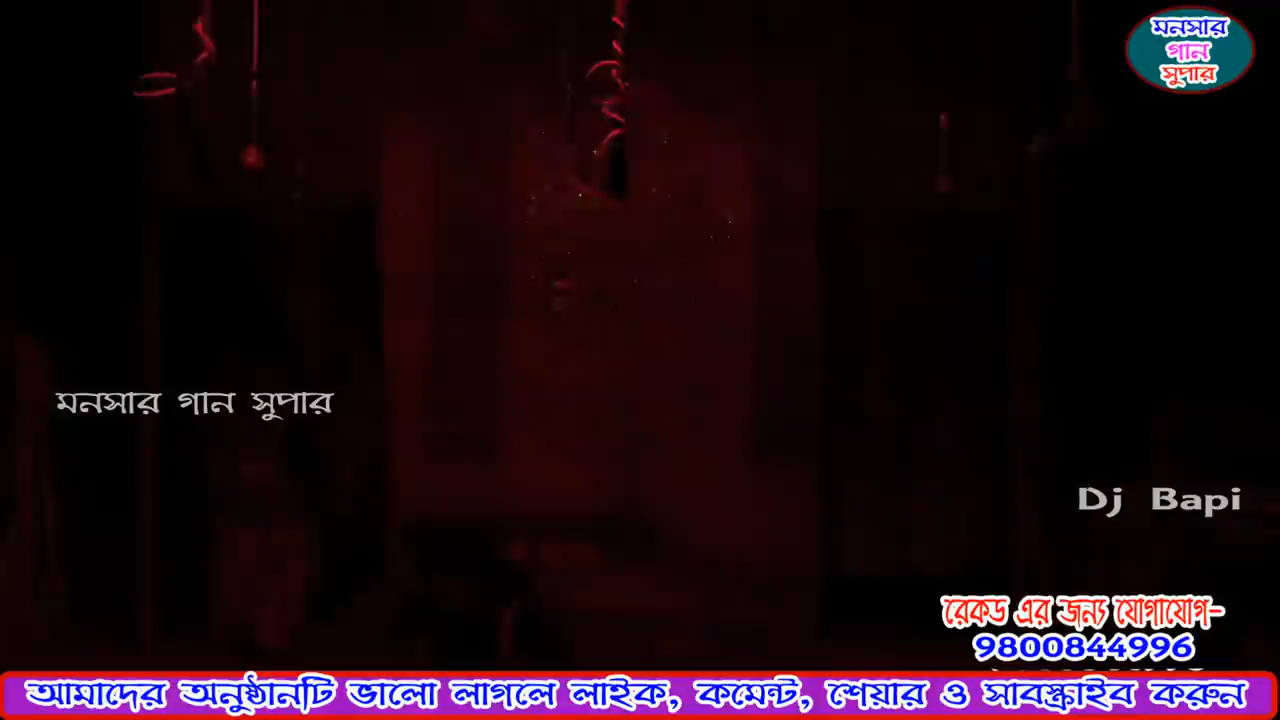 মনসার
গান
সুপার
মনসার গান সুপার
Dj Bapi
রেকড এর জন্য যোগাযোগ-
9800844996
আমাদের অনুষ্ঠানটি ভালো লাগলে লাইক, কমেন্ট, শেয়ার ও সাবস্ক্রাইব করুন